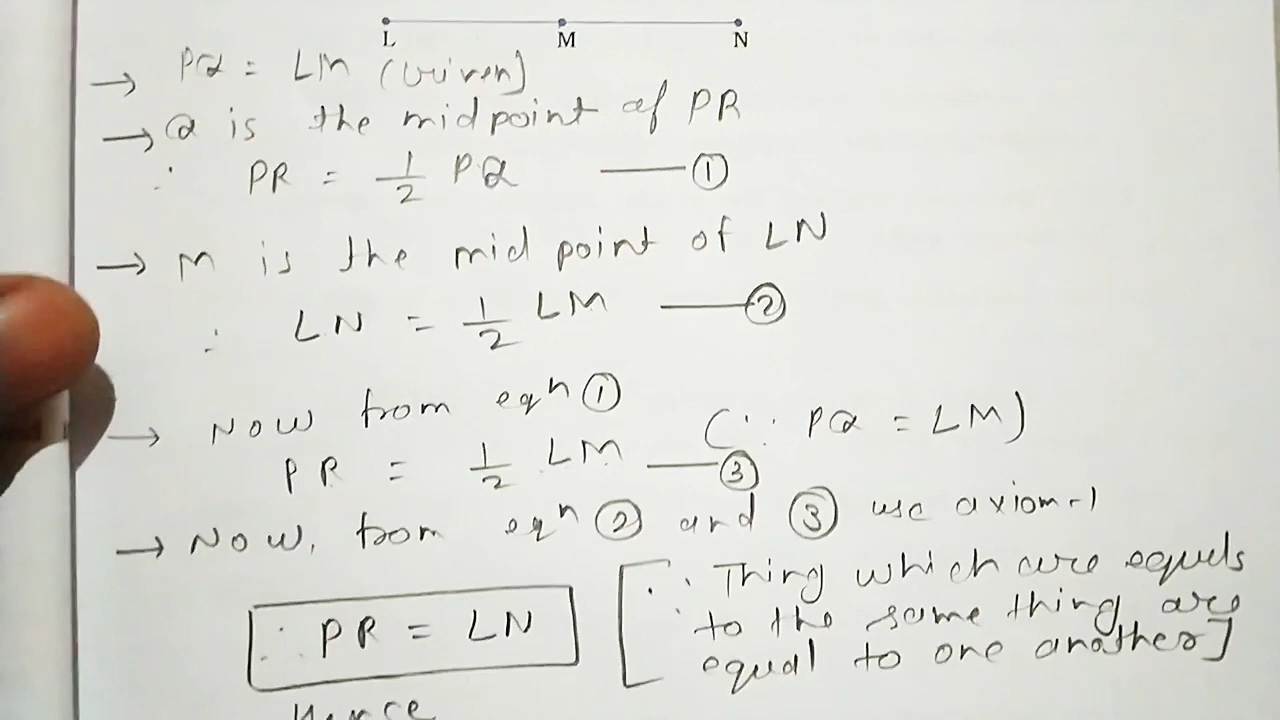 L M N
→ PQ = LM (Given)
→ Q is the midpoint of PR
∴ PR = 1/2 PQ — ①
→ M is the mid point of LN
∴ LN = 1/2 LM — ②
→ Now from eqn ①
PR = 1/2 LM — ③ (∵ PQ = LM)
→ Now, from eqn ② and ③ use axiom-1
∴ PR = LN
[∵ Thing which are equels
to the same thing are
equal to one another]
Hence